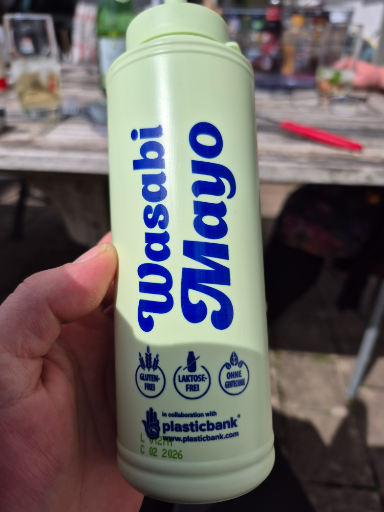 Wasabi
Mayo
GLUTEN-
FREI
LAKTOSE-
FREI
OHNE
GENTECHNIK
in collaboration with
plasticbank®
www.plasticbank.com
C 02 2026